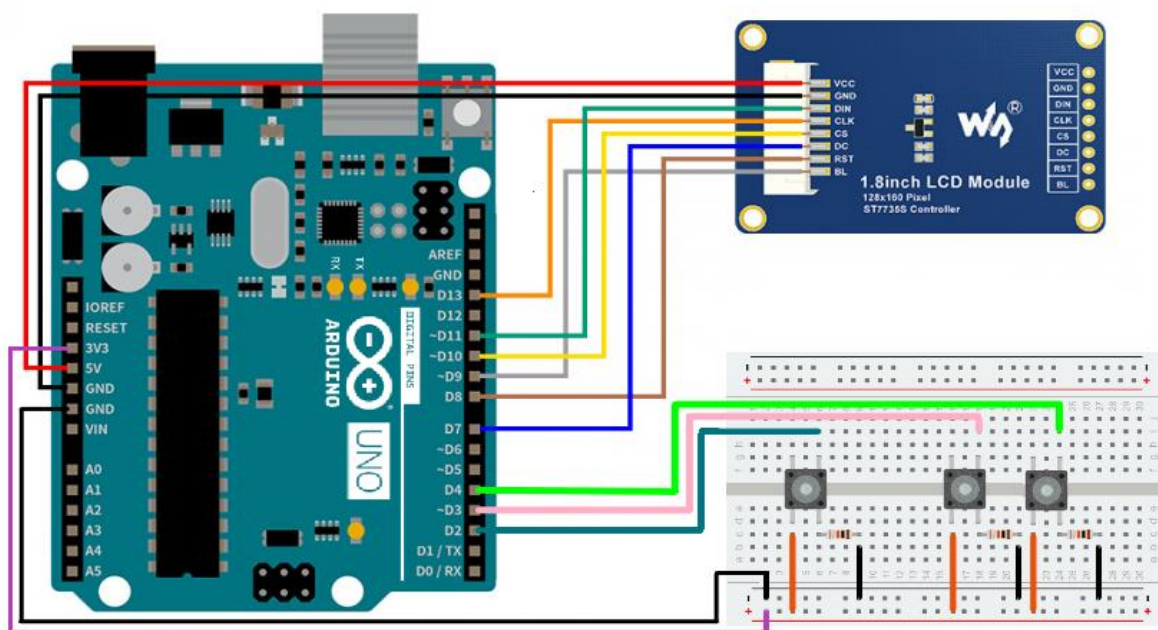 IOREF
RESET
3V3
5V
GND
GND
VIN
A0
A1
A2
A3
A4
A5
RX
TX
ARDUINO
UNO
DIGITAL PINS
AREF
GND
D13
D12
~D11
~D10
~D9
D8
D7
~D6
~D5
D4
~D3
D2
D1 / TX
D0 / RX
VCC
GND
DIN
CLK
CS
DC
RST
BL
®
1.8inch LCD Module
128x160 Pixel
ST7735S Controller
VCC
GND
DIN
CLK
CS
DC
RST
BL